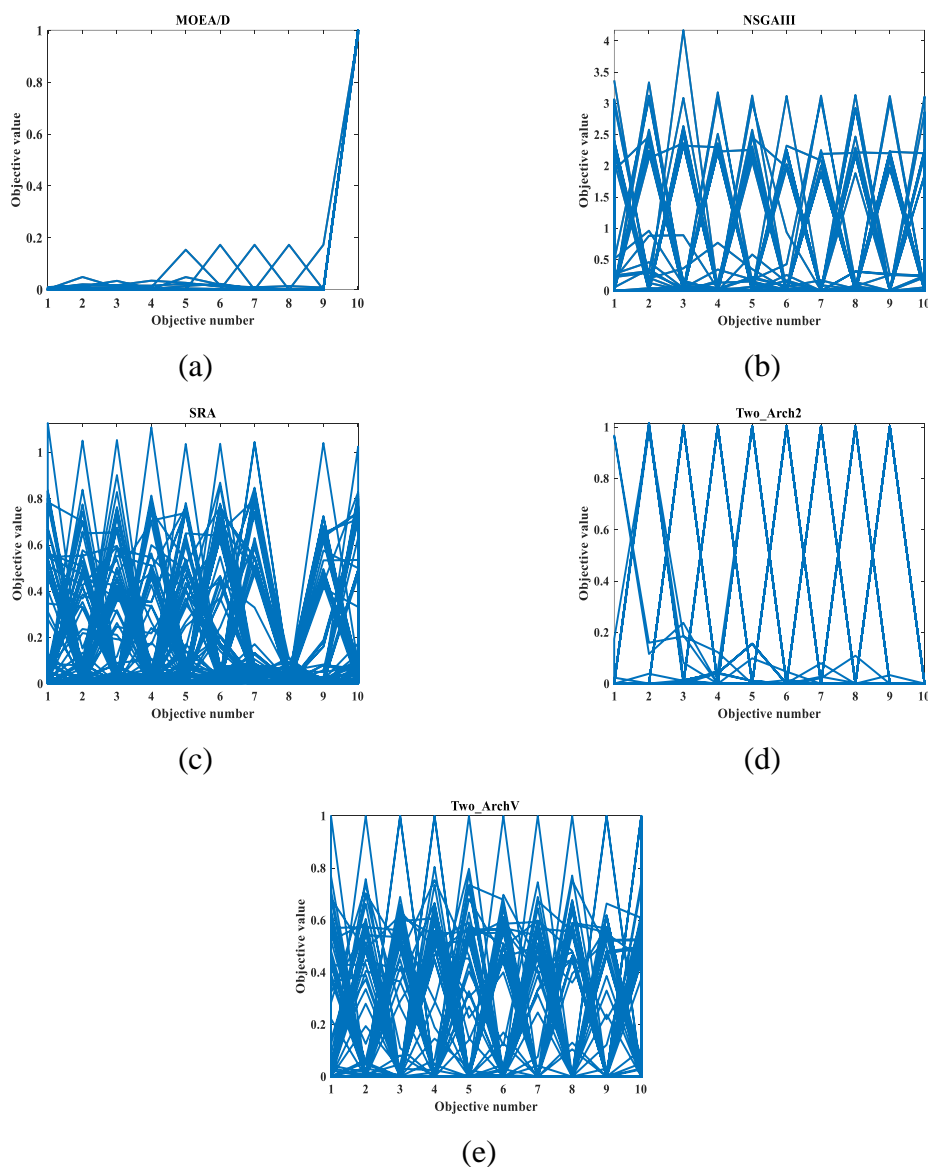 MOEA/D
Objective value
1
0.8
0.6
0.4
0.2
0
1 2 3 4 5 6 7 8 9 10
Objective number
(a)
NSGAIII
Objective value
4
3.5
3
2.5
2
1.5
1
0.5
0
1 2 3 4 5 6 7 8 9 10
Objective number
(b)
SRA
Objective value
1
0.8
0.6
0.4
0.2
0
1 2 3 4 5 6 7 8 9 10
Objective number
(c)
Two_Arch2
Objective value
1
0.8
0.6
0.4
0.2
0
1 2 3 4 5 6 7 8 9 10
Objective number
(d)
Two_ArchV
Objective value
1
0.8
0.6
0.4
0.2
0
1 2 3 4 5 6 7 8 9 10
Objective number
(e)